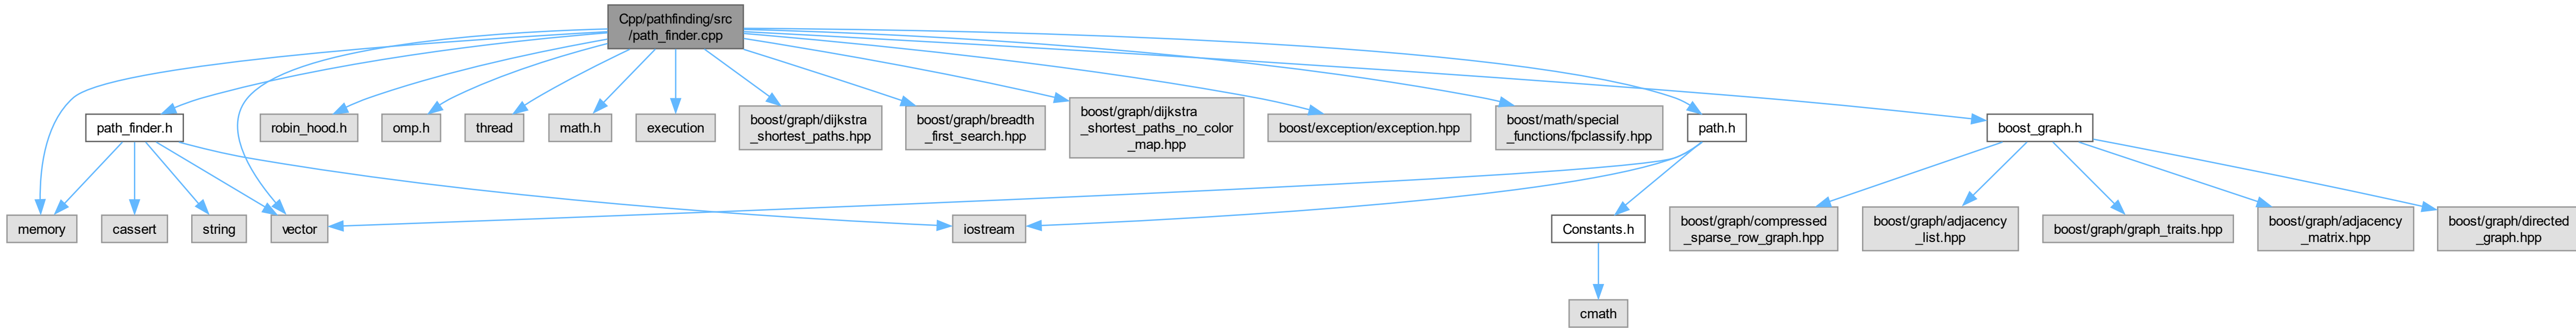 Cpp/pathfinding/src
/path_finder.cpp
path_finder.h
robin_hood.h
omp.h
thread
math.h
execution
boost/graph/dijkstra
_shortest_paths.hpp
boost/graph/breadth
_first_search.hpp
boost/graph/dijkstra
_shortest_paths_no_color
_map.hpp
boost/exception/exception.hpp
boost/math/special
_functions/fpclassify.hpp
path.h
boost_graph.h
memory
cassert
string
vector
iostream
Constants.h
boost/graph/compressed
_sparse_row_graph.hpp
boost/graph/adjacency
_list.hpp
boost/graph/graph_traits.hpp
boost/graph/adjacency
_matrix.hpp
boost/graph/directed
_graph.hpp
cmath